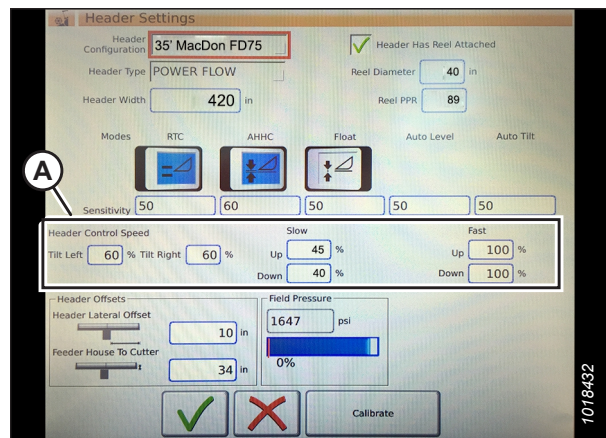 Header Settings
Header Configuration 35' MacDon FD75
Header Has Reel Attached
Header Type POWER FLOW
Reel Diameter 40 in
Header Width 420 in
Reel PPR 89
Modes RTC AHHC Float Auto Level Auto Tilt
A
Sensitivity 50 60 50 50 50
Header Control Speed Slow Fast
Tilt Left 60 % Tilt Right 60 % Up 45 % Up 100 %
Down 40 % Down 100 %
Header Offsets Field Pressure
Header Lateral Offset 10 in 1647 psi
Feeder House To Cutter 34 in 0%
Calibrate
1018432